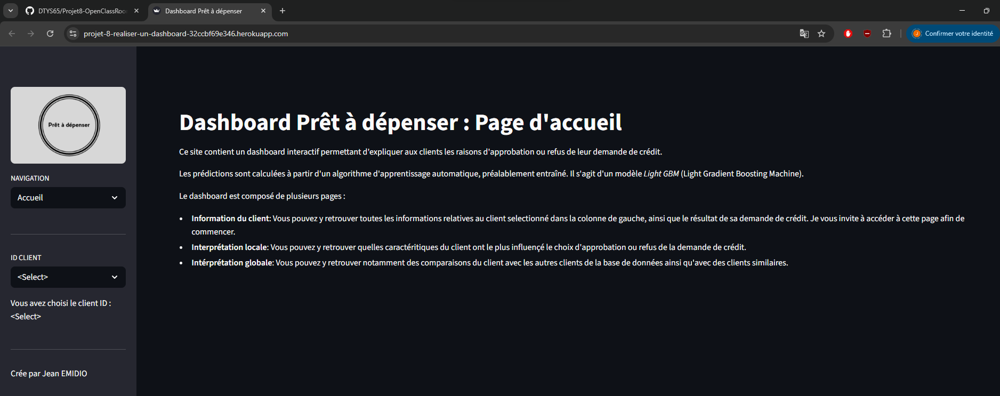 DTYS65/Projet8-OpenClassRoo
Dashboard Prêt à dépenser
projet-8-realiser-un-dashboard-32ccbf69e346.herokuapp.com
Confirmer votre identité
Prêt à dépenser
NAVIGATION
Accueil
ID CLIENT
<Select>
Vous avez choisi le client ID :
<Select>
Crée par Jean EMIDIO
Dashboard Prêt à dépenser : Page d'accueil
Ce site contient un dashboard interactif permettant d'expliquer aux clients les raisons d'approbation ou refus de leur demande de crédit.
Les prédictions sont calculées à partir d'un algorithme d'apprentissage automatique, préalablement entraîné. Il s'agit d'un modèle Light GBM (Light Gradient Boosting Machine).
Le dashboard est composé de plusieurs pages :
• Information du client: Vous pouvez y retrouver toutes les informations relatives au client selectionné dans la colonne de gauche, ainsi que le résultat de sa demande de crédit. Je vous invite à accéder à cette page afin de
commencer.
• Interprétation locale: Vous pouvez y retrouver quelles caractéritiques du client ont le plus influençé le choix d'approbation ou refus de la demande de crédit.
• Intérprétation globale: Vous pouvez y retrouver notamment des comparaisons du client avec les autres clients de la base de données ainsi qu'avec des clients similaires.